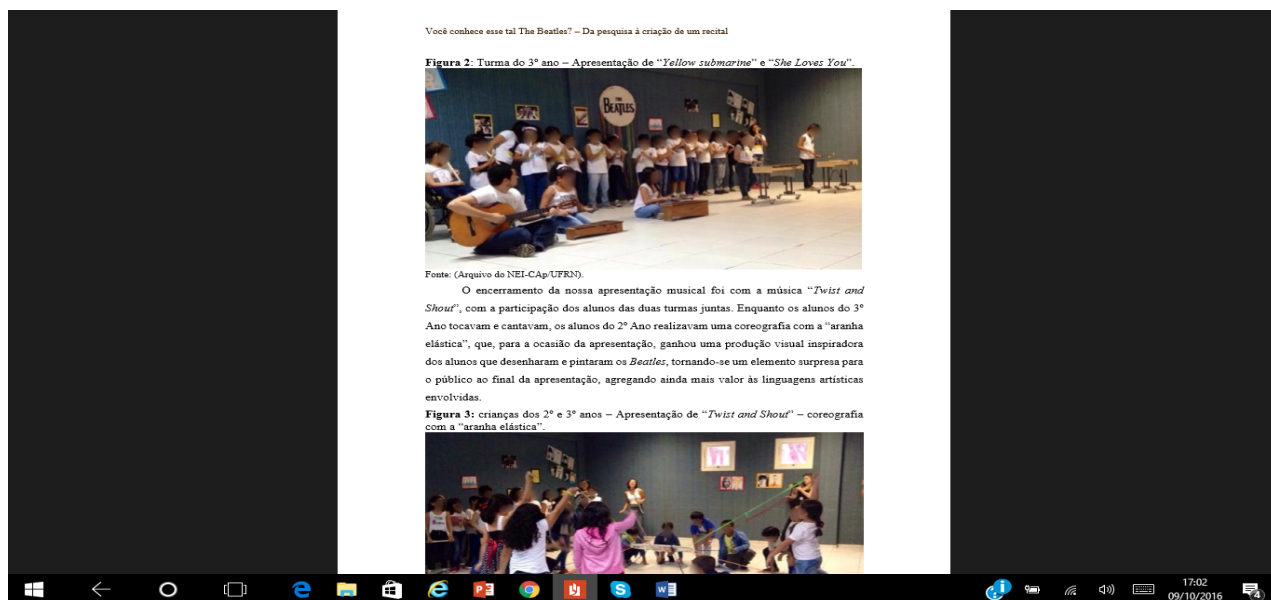 Você conhece esse tal The Beatles? – Da pesquisa à criação de um recital
Figura 2: Turma do 3º ano – Apresentação de “Yellow submarine” e “She Loves You”.
THE
BEATLES
Fonte: (Arquivo do NEI-CAp/UFRN).
O encerramento da nossa apresentação musical foi com a música “Twist and
Shout”, com a participação dos alunos das duas turmas juntas. Enquanto os alunos do 3º
Ano tocavam e cantavam, os alunos do 2º Ano realizavam uma coreografia com a “aranha
elástica”, que, para a ocasião da apresentação, ganhou uma produção visual inspiradora
dos alunos que desenharam e pintaram os Beatles, tornando-se um elemento surpresa para
o público ao final da apresentação, agregando ainda mais valor às linguagens artísticas
envolvidas.
Figura 3: crianças dos 2º e 3º anos – Apresentação de “Twist and Shout” – coreografia
com a “aranha elástica”.
17:02
09/10/2016
4